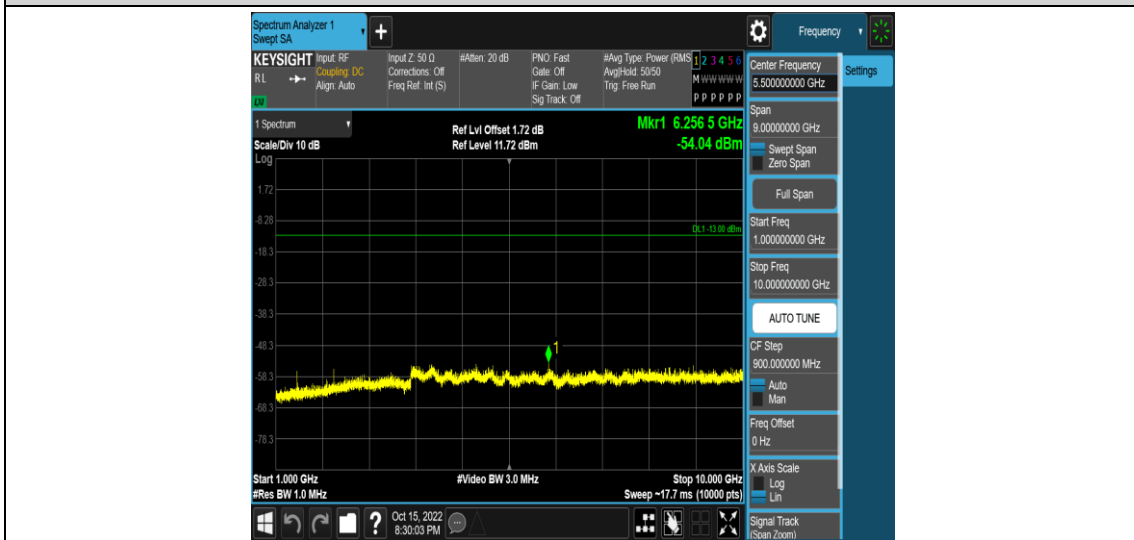 Spectrum Analyzer 1
Swept SA
+
Frequency
KEYSIGHT
RL
LXI
Input: RF
Coupling: DC
Align: Auto
Input Z: 50 Ω
Corrections: Off
Freq Ref: Int (S)
#Atten: 20 dB
PNO: Fast
Gate: Off
IF Gain: Low
Sig Track: Off
#Avg Type: Power (RMS
Avg|Hold: 50/50
Trig: Free Run
1 2 3 4 5 6
M W W W W W
P P P P P P
1 Spectrum
Scale/Div 10 dB
Log
Ref Lvl Offset 1.72 dB
Ref Level 11.72 dBm
Mkr1 6.256 5 GHz
-54.04 dBm
1.72
-8.28
DL1 -13.00 dBm
-18.3
-28.3
-38.3
-48.3
1
-58.3
-68.3
-78.3
Start 1.000 GHz
#Res BW 1.0 MHz
#Video BW 3.0 MHz
Stop 10.000 GHz
Sweep ~17.7 ms (10000 pts)
Center Frequency
5.500000000 GHz
Settings
Span
9.00000000 GHz
Swept Span
Zero Span
Full Span
Start Freq
1.000000000 GHz
Stop Freq
10.000000000 GHz
AUTO TUNE
CF Step
900.000000 MHz
Auto
Man
Freq Offset
0 Hz
X Axis Scale
Log
Lin
Signal Track
(Span Zoom)
?
Oct 15, 2022
8:30:03 PM